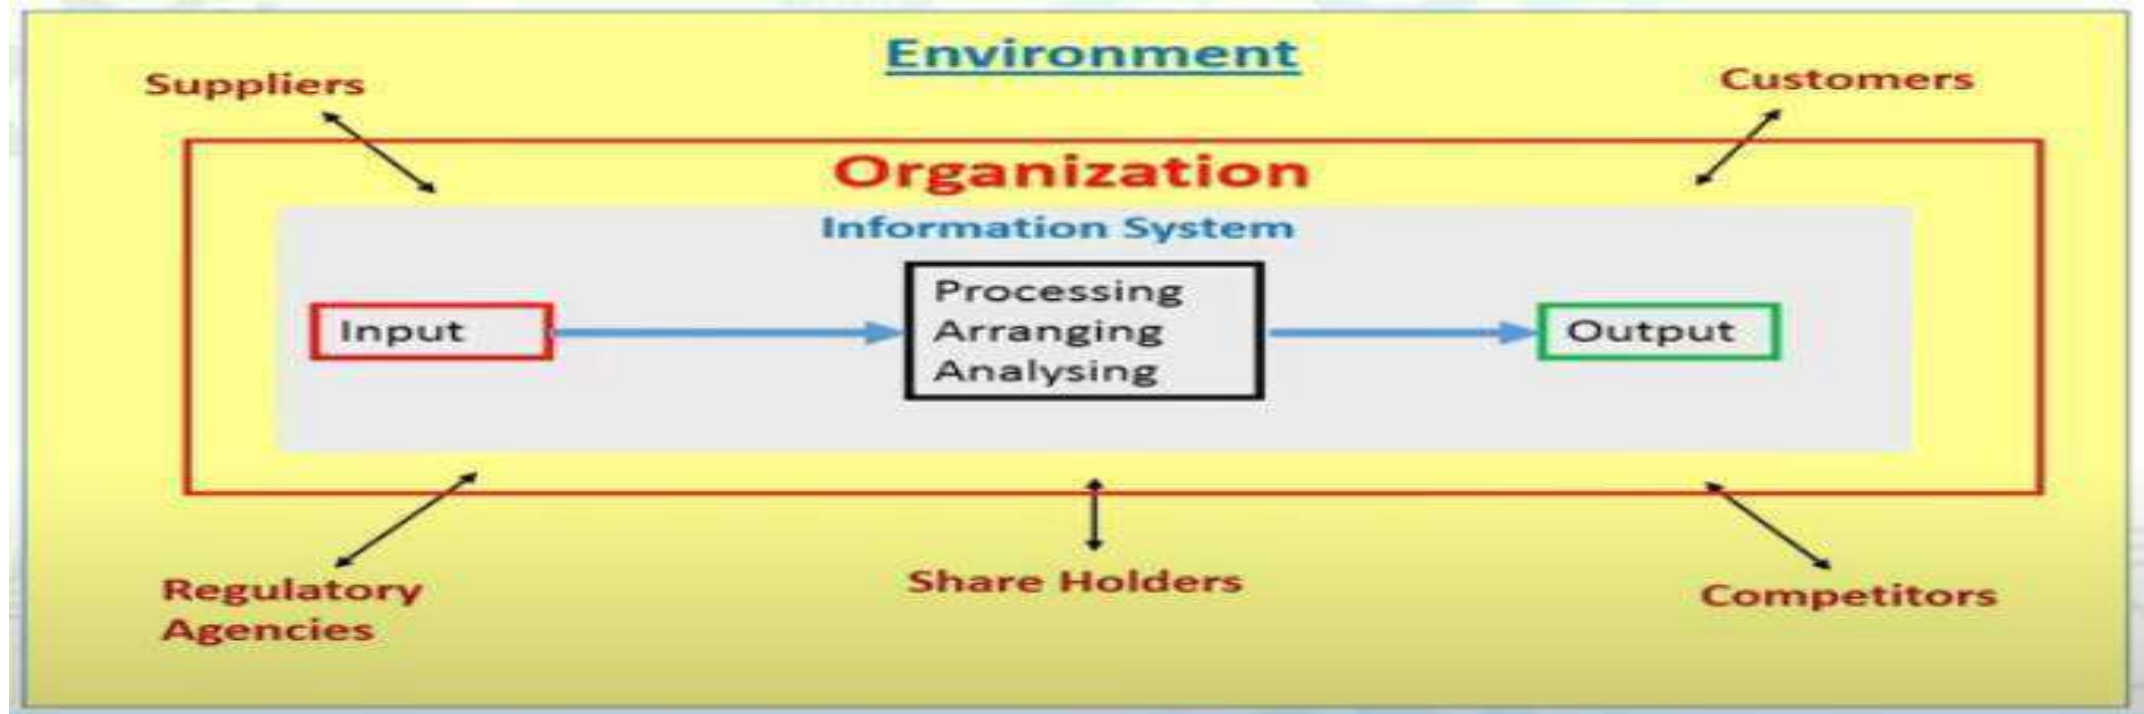 Environment
Suppliers
Customers
Organization
Information System
Input
Processing
Arranging
Analysing
Output
Regulatory
Agencies
Share Holders
Competitors